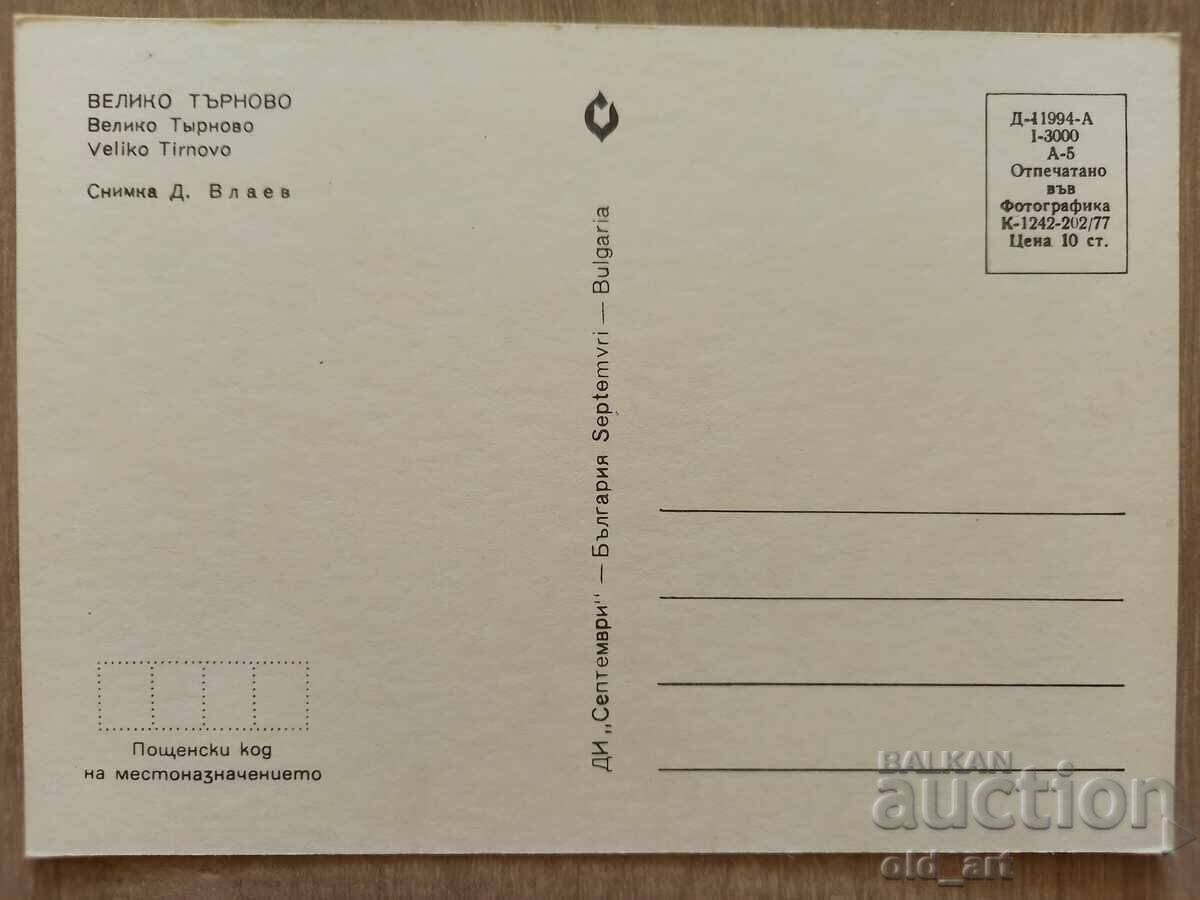 ВЕЛИКО ТЪРНОВО
Велико Тырново
Veliko Tirnovo
Снимка Д. Влаев
Д-11994-А
I-3000
А-5
Отпечатано
във
Фотографика
К-1242-202/77
Цена 10 ст.
ДИ „Септември" — България Septemvri — Bulgaria
Пощенски код
на местоназначението
BALKAN
auction
old_art